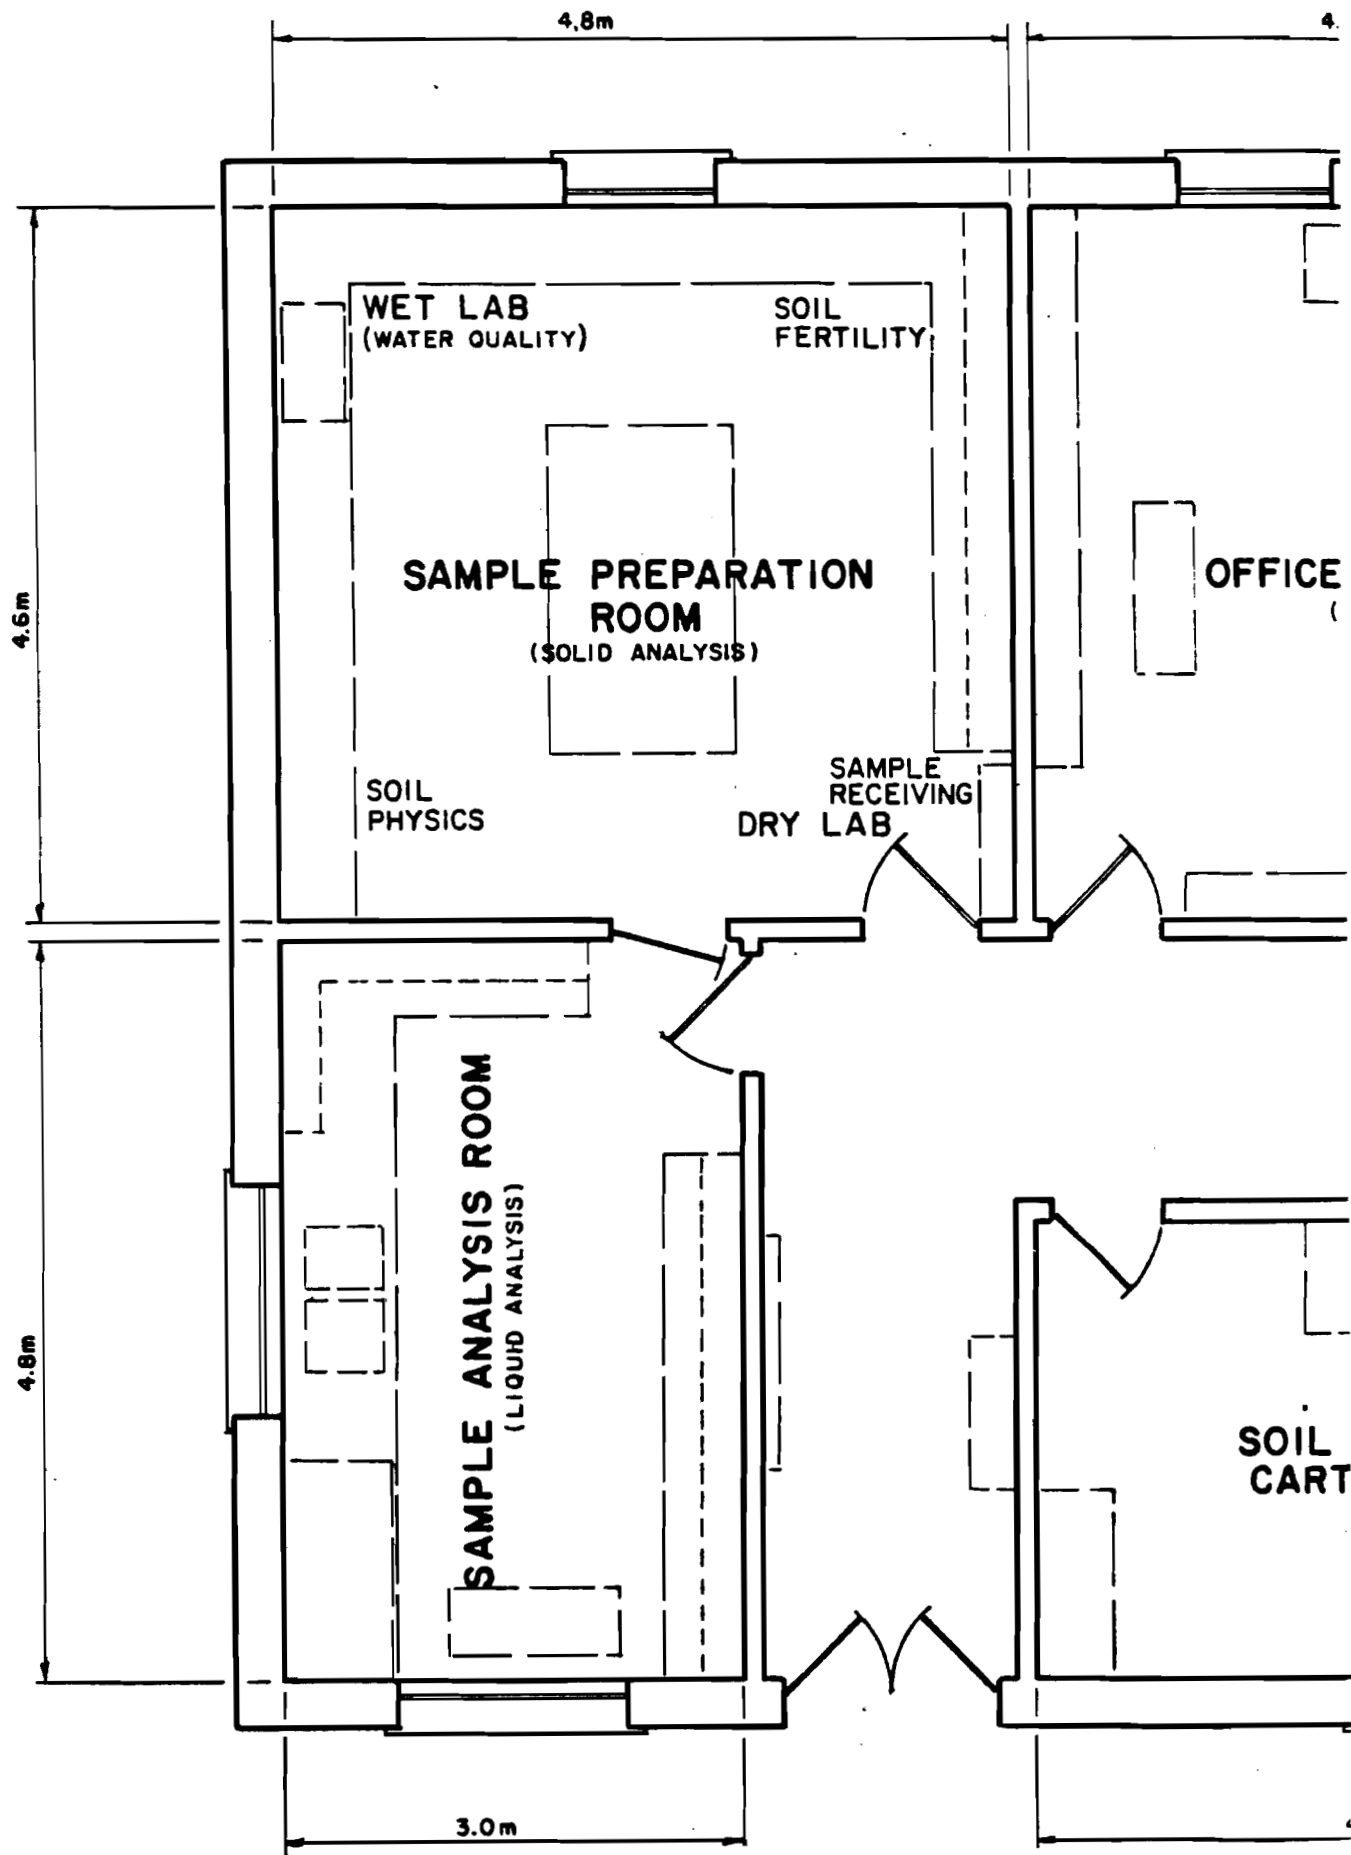 4.8m
4.
WET LAB
(WATER QUALITY)
SOIL
FERTILITY
SAMPLE PREPARATION
ROOM
(SOLID ANALYSIS)
OFFICE
(
4.6m
SOIL
PHYSICS
SAMPLE
RECEIVING
DRY LAB
SAMPLE ANALYSIS ROOM
(LIQUID ANALYSIS)
4.8m
SOIL
CART
3.0m